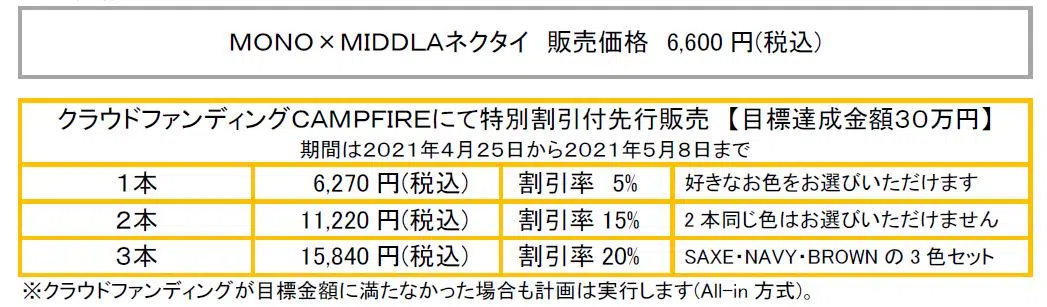 MONO×MIDDLAネクタイ 販売価格 6,600 円(税込)
クラウドファンディングCAMPFIREにて特別割引付先行販売 【目標達成金額30万円】
期間は2021年4月25日から2021年5月8日まで
1本 6,270 円(税込) 割引率 5% 好きなお色をお選びいただけます
2本 11,220 円(税込) 割引率 15% 2本同じ色はお選びいただけません
3本 15,840 円(税込) 割引率 20% SAXE・NAVY・BROWN の 3 色セット
※クラウドファンディングが目標金額に満たなかった場合も計画は実行します(All-in 方式)。